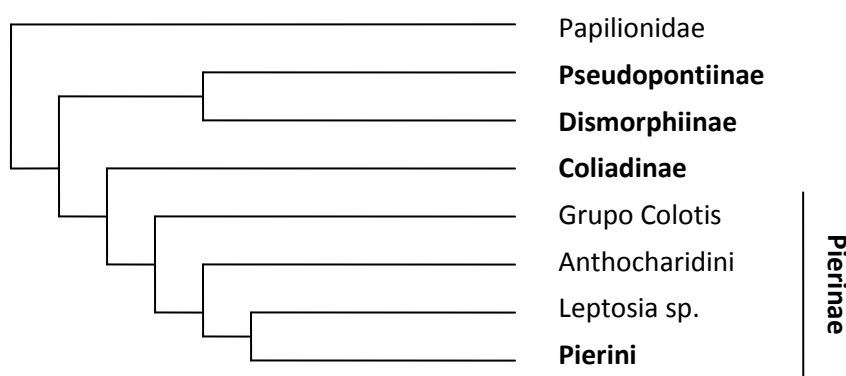 Papilionidae
Pseudopontiinae
Dismorphiinae
Coliadinae
Grupo Colotis
Anthocharidini
Leptosia sp.
Pierini
Pierinae